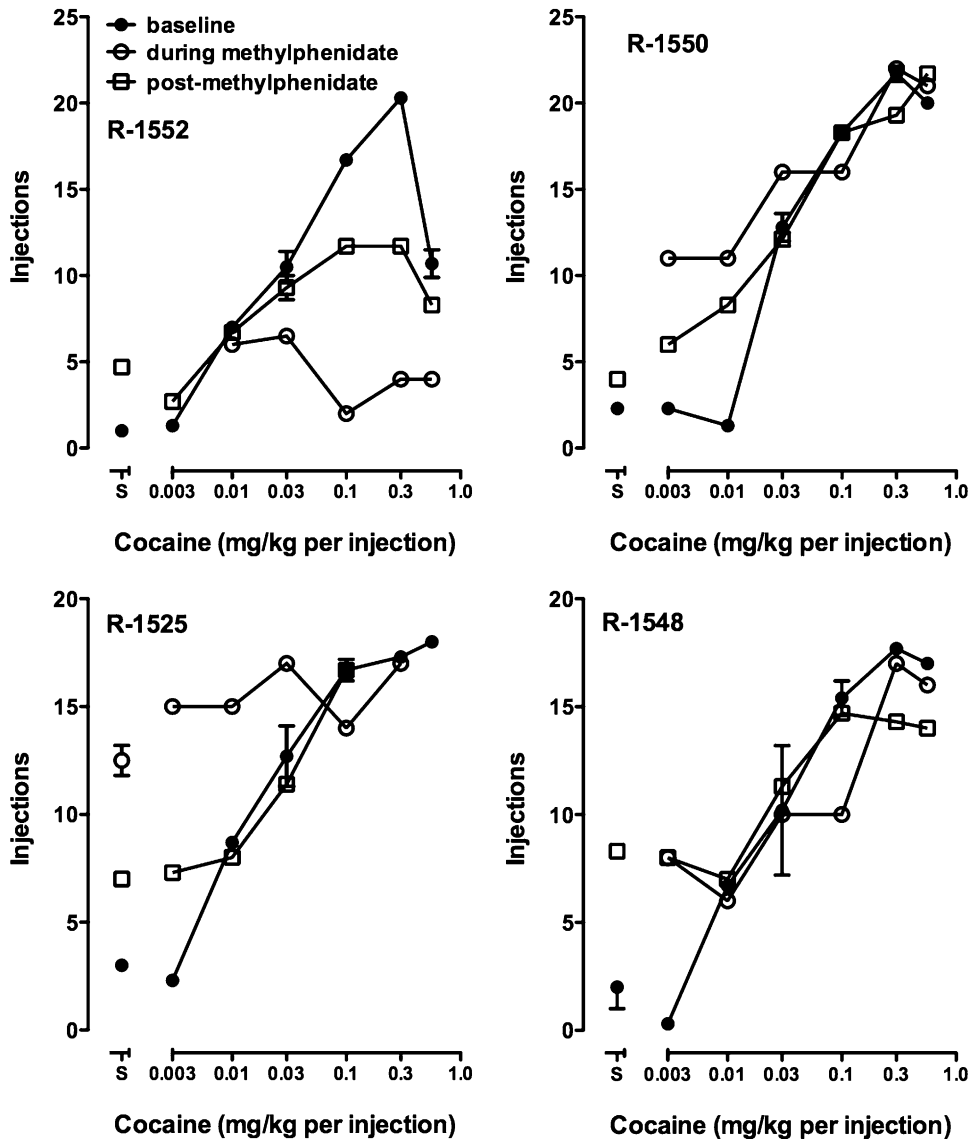 baseline
during methylphenidate
post-methylphenidate
R-1552
25
20
15
10
5
0
Injections
S 0.003 0.01 0.03 0.1 0.3 1.0
Cocaine (mg/kg per injection)
R-1550
25
20
15
10
5
0
Injections
S 0.003 0.01 0.03 0.1 0.3 1.0
Cocaine (mg/kg per injection)
R-1525
20
15
10
5
0
Injections
S 0.003 0.01 0.03 0.1 0.3 1.0
Cocaine (mg/kg per injection)
R-1548
20
15
10
5
0
Injections
S 0.003 0.01 0.03 0.1 0.3 1.0
Cocaine (mg/kg per injection)